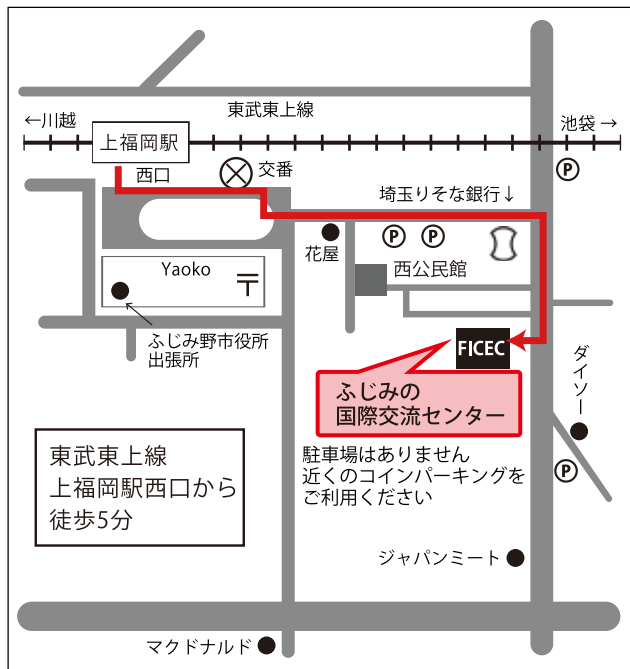 東武東上線
←川越
池袋→
上福岡駅
西口
交番
P
埼玉りそな銀行↓
花屋
P
P
西公民館
Yaoko
〒
ふじみ野市役所
出張所
FICEC
ダイソー
ふじみの
国際交流センター
東武東上線
上福岡駅西口から
徒歩5分
駐車場はありません
近くのコインパーキングを
ご利用ください
P
ジャパンミート
マクドナルド